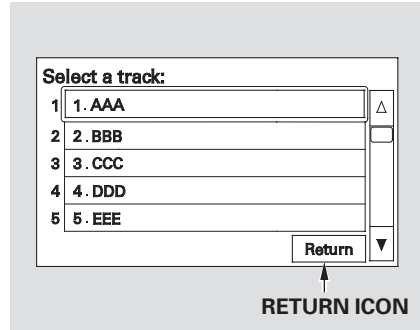 Select a track:
1 1. AAA
2 2. BBB
3 3. CCC
4 4. DDD
5 5. EEE
Return
RETURN ICON